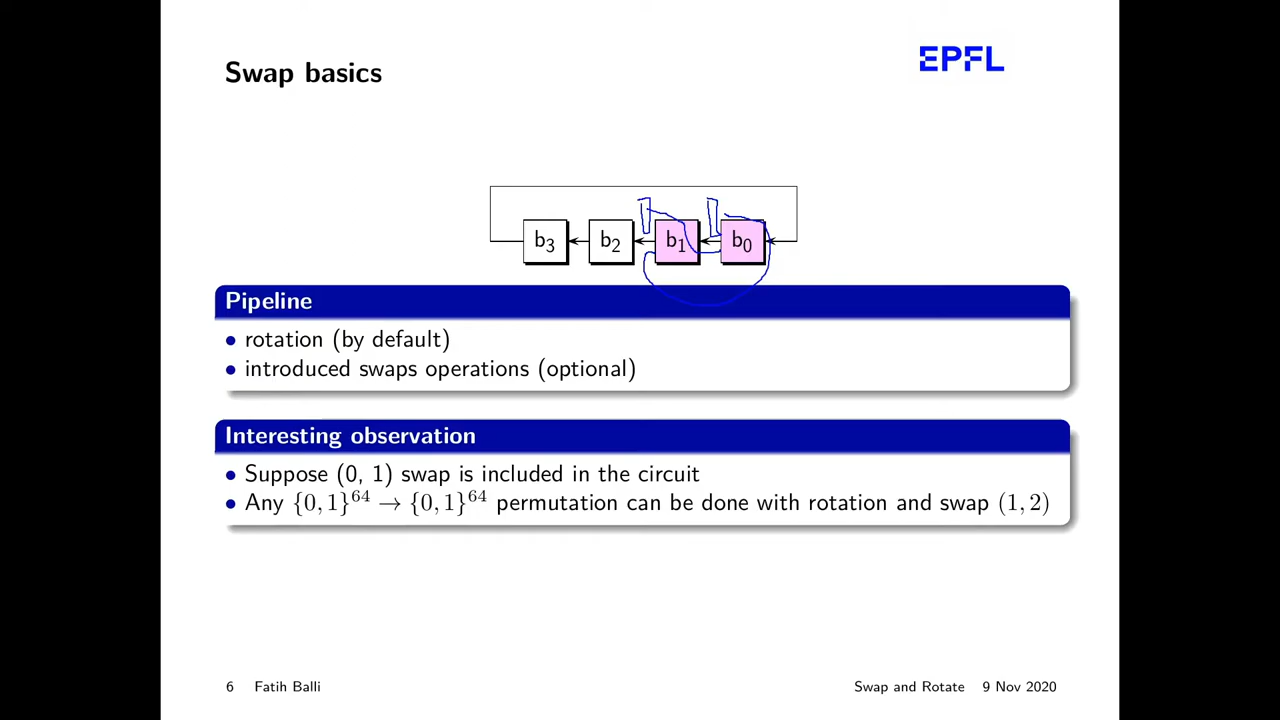 Swap basics
EPFL
b3 b2 b1 b0
Pipeline
• rotation (by default)
• introduced swaps operations (optional)
Interesting observation
• Suppose (0, 1) swap is included in the circuit
• Any {0, 1}^64 → {0, 1}^64 permutation can be done with rotation and swap (1, 2)
6 Fatih Balli Swap and Rotate 9 Nov 2020